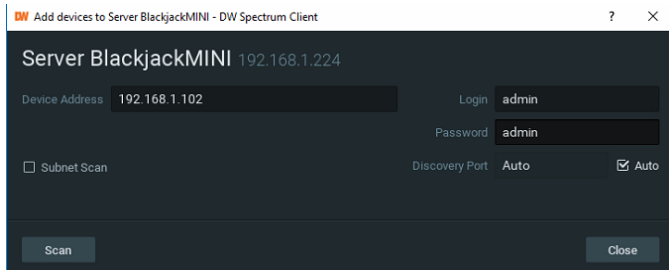 DW Add devices to Server BlackjackMINI - DW Spectrum Client ? X
Server BlackjackMINI 192.168.1.224
Device Address 192.168.1.102 Login admin
Password admin
Subnet Scan Discovery Port Auto Auto
Scan Close